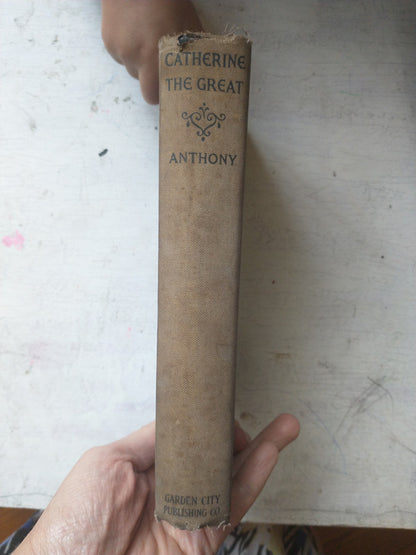 CATHERINE
THE GREAT
ANTHONY
GARDEN CITY
PUBLISHING CO.